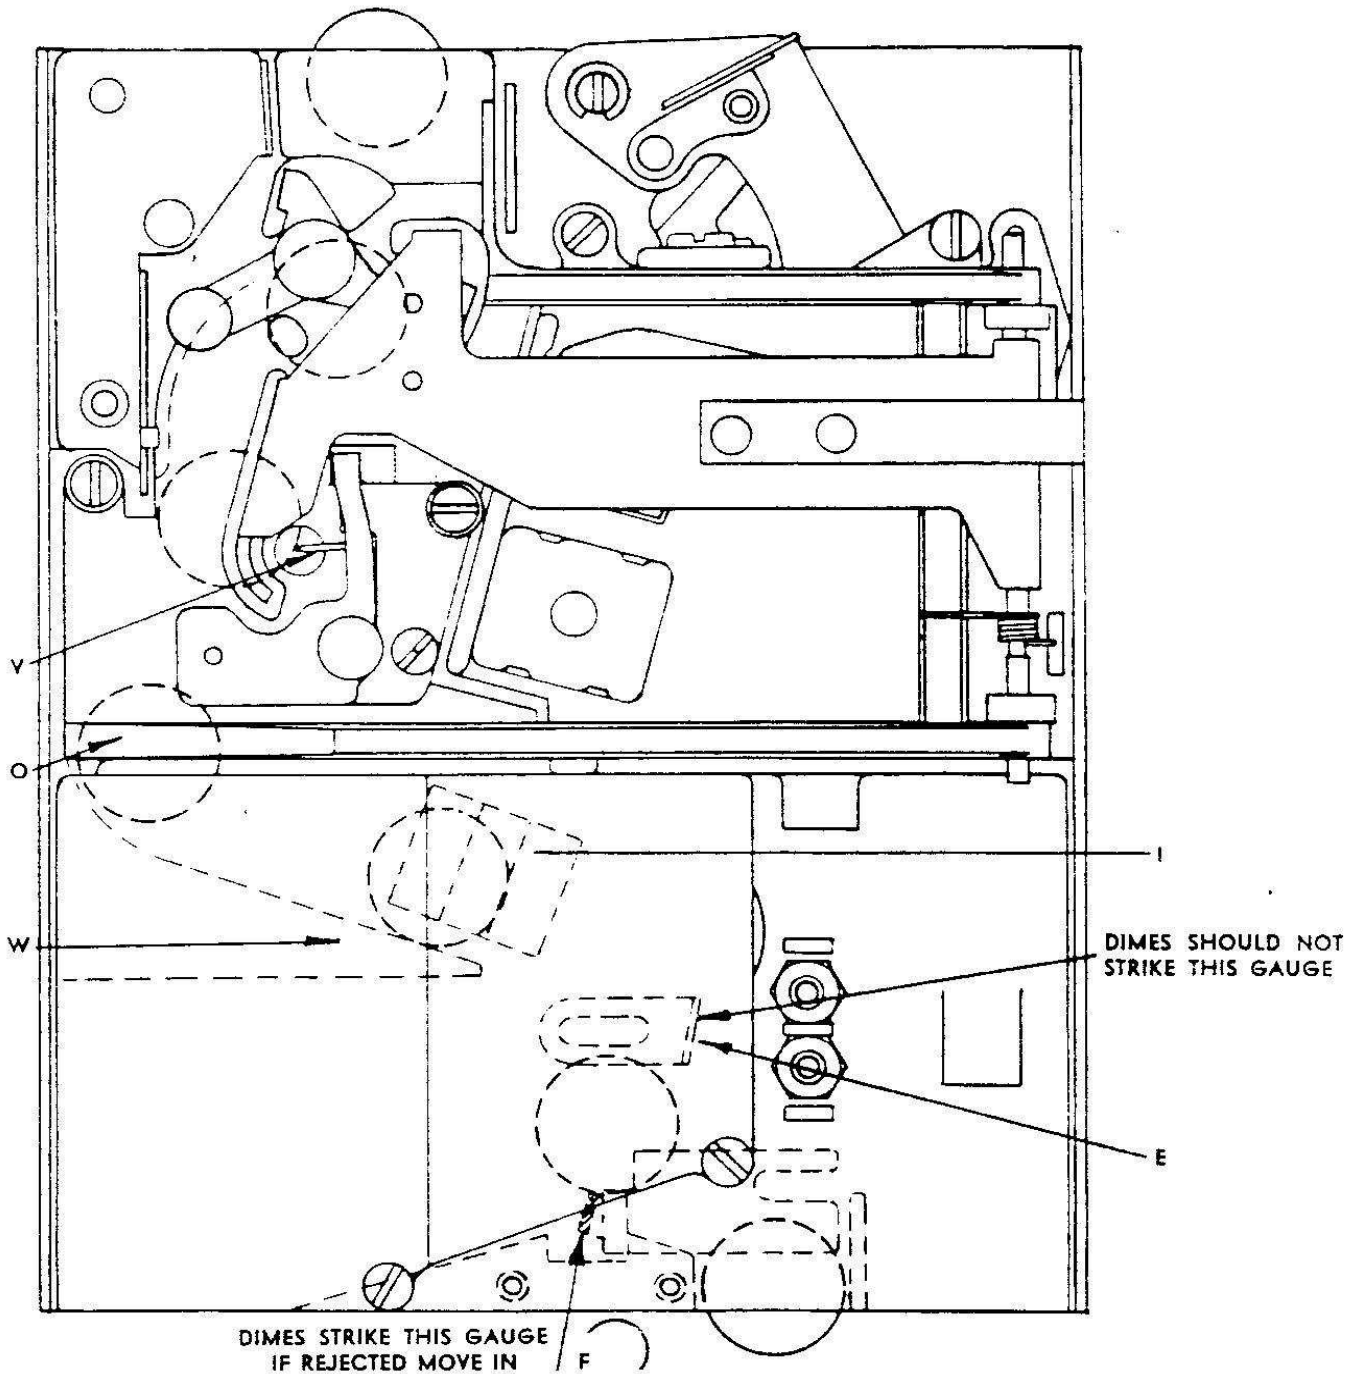 V
O
I
W
DIMES SHOULD NOT
STRIKE THIS GAUGE
E
DIMES STRIKE THIS GAUGE
IF REJECTED MOVE IN
F